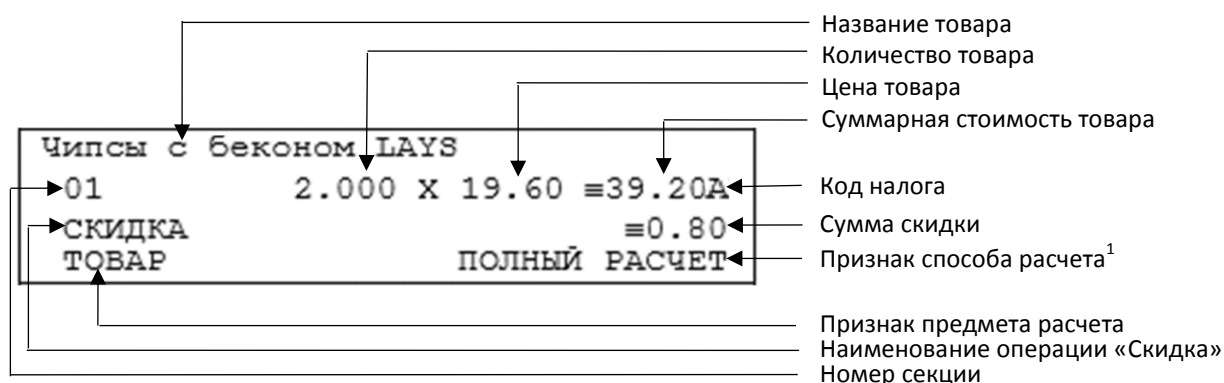 Название товара
Количество товара
Цена товара
Суммарная стоимость товара
Чипсы с беконом LAYS
01 2.000 X 19.60 ≡39.20А
Код налога
СКИДКА ≡0.80
Сумма скидки
ТОВАР ПОЛНЫЙ РАСЧЕТ
Признак способа расчета¹
Признак предмета расчета
Наименование операции «Скидка»
Номер секции